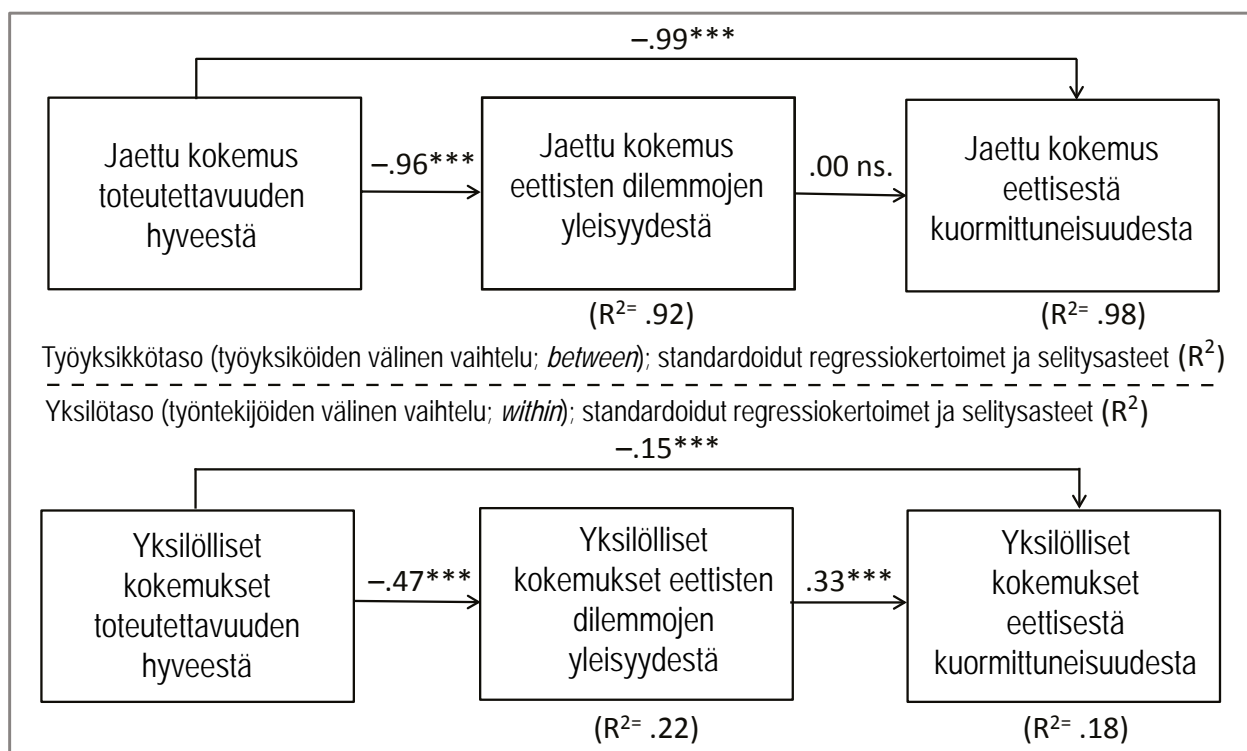 –.99***
Jaettu kokemus
toteutettavuuden
hyveestä
–.96***
Jaettu kokemus
eettisten dilemmojen
yleisyydestä
.00 ns.
Jaettu kokemus
eettisestä
kuormittuneisuudesta
(R²⁼ .92)
(R²⁼ .98)
Työyksikkötaso (työyksiköiden välinen vaihtelu; between); standardoidut regressiokertoimet ja selitysasteet (R²)
Yksilötaso (työntekijöiden välinen vaihtelu; within); standardoidut regressiokertoimet ja selitysasteet (R²)
–.15***
Yksilölliset
kokemukset
toteutettavuuden
hyveestä
–.47***
Yksilölliset
kokemukset eettisten
dilemmojen
yleisyydestä
.33***
Yksilölliset
kokemukset
eettisestä
kuormittuneisuudesta
(R²⁼ .22)
(R²⁼ .18)